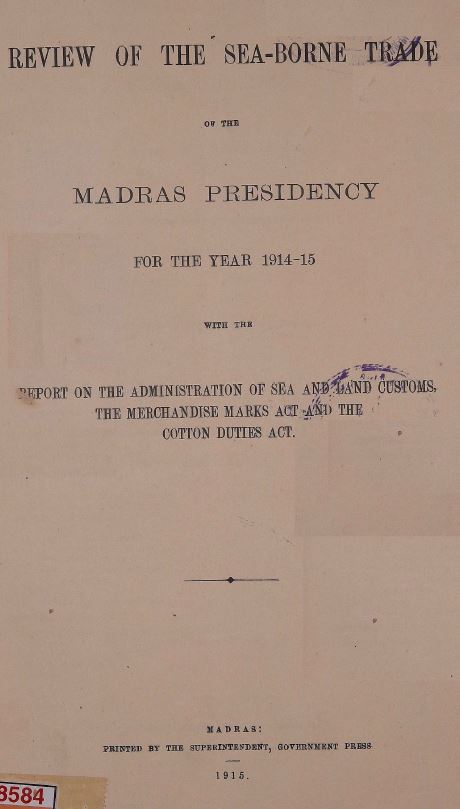 REVIEW OF THE SEA-BORNE TRADE
OF THE
MADRAS PRESIDENCY
FOR THE YEAR 1914-15
WITH THE
REPORT ON THE ADMINISTRATION OF SEA AND LAND CUSTOMS,
THE MERCHANDISE MARKS ACT AND THE
COTTON DUTIES ACT.
MADRAS:
PRINTED BY THE SUPERINTENDENT, GOVERNMENT PRESS
1915.
8584